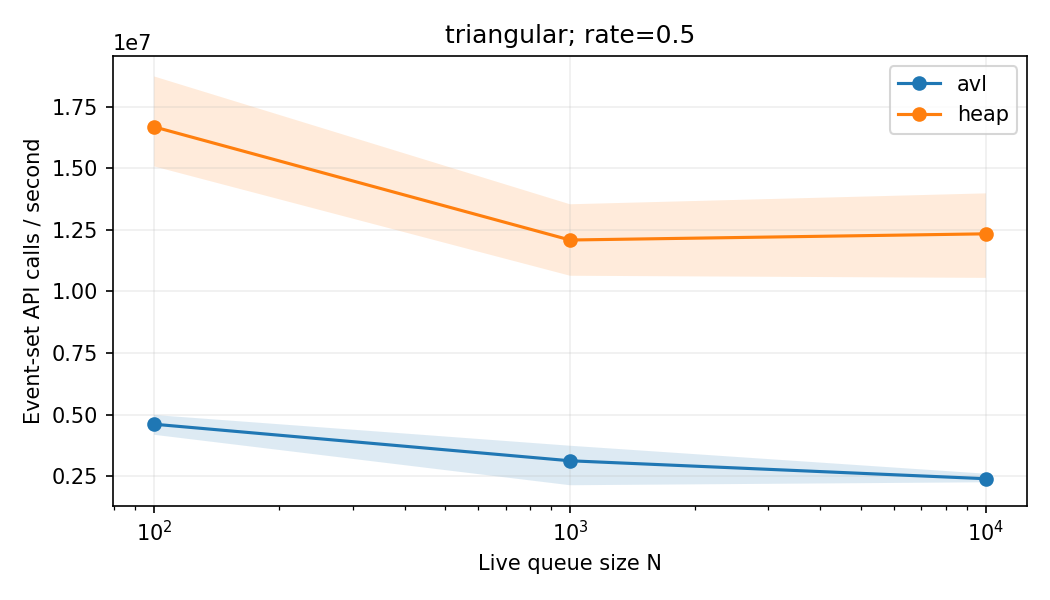 triangular; rate=0.5
1e7
avl
heap
1.75
1.50
1.25
1.00
0.75
0.50
0.25
Event-set API calls / second
10²
10³
10⁴
Live queue size N